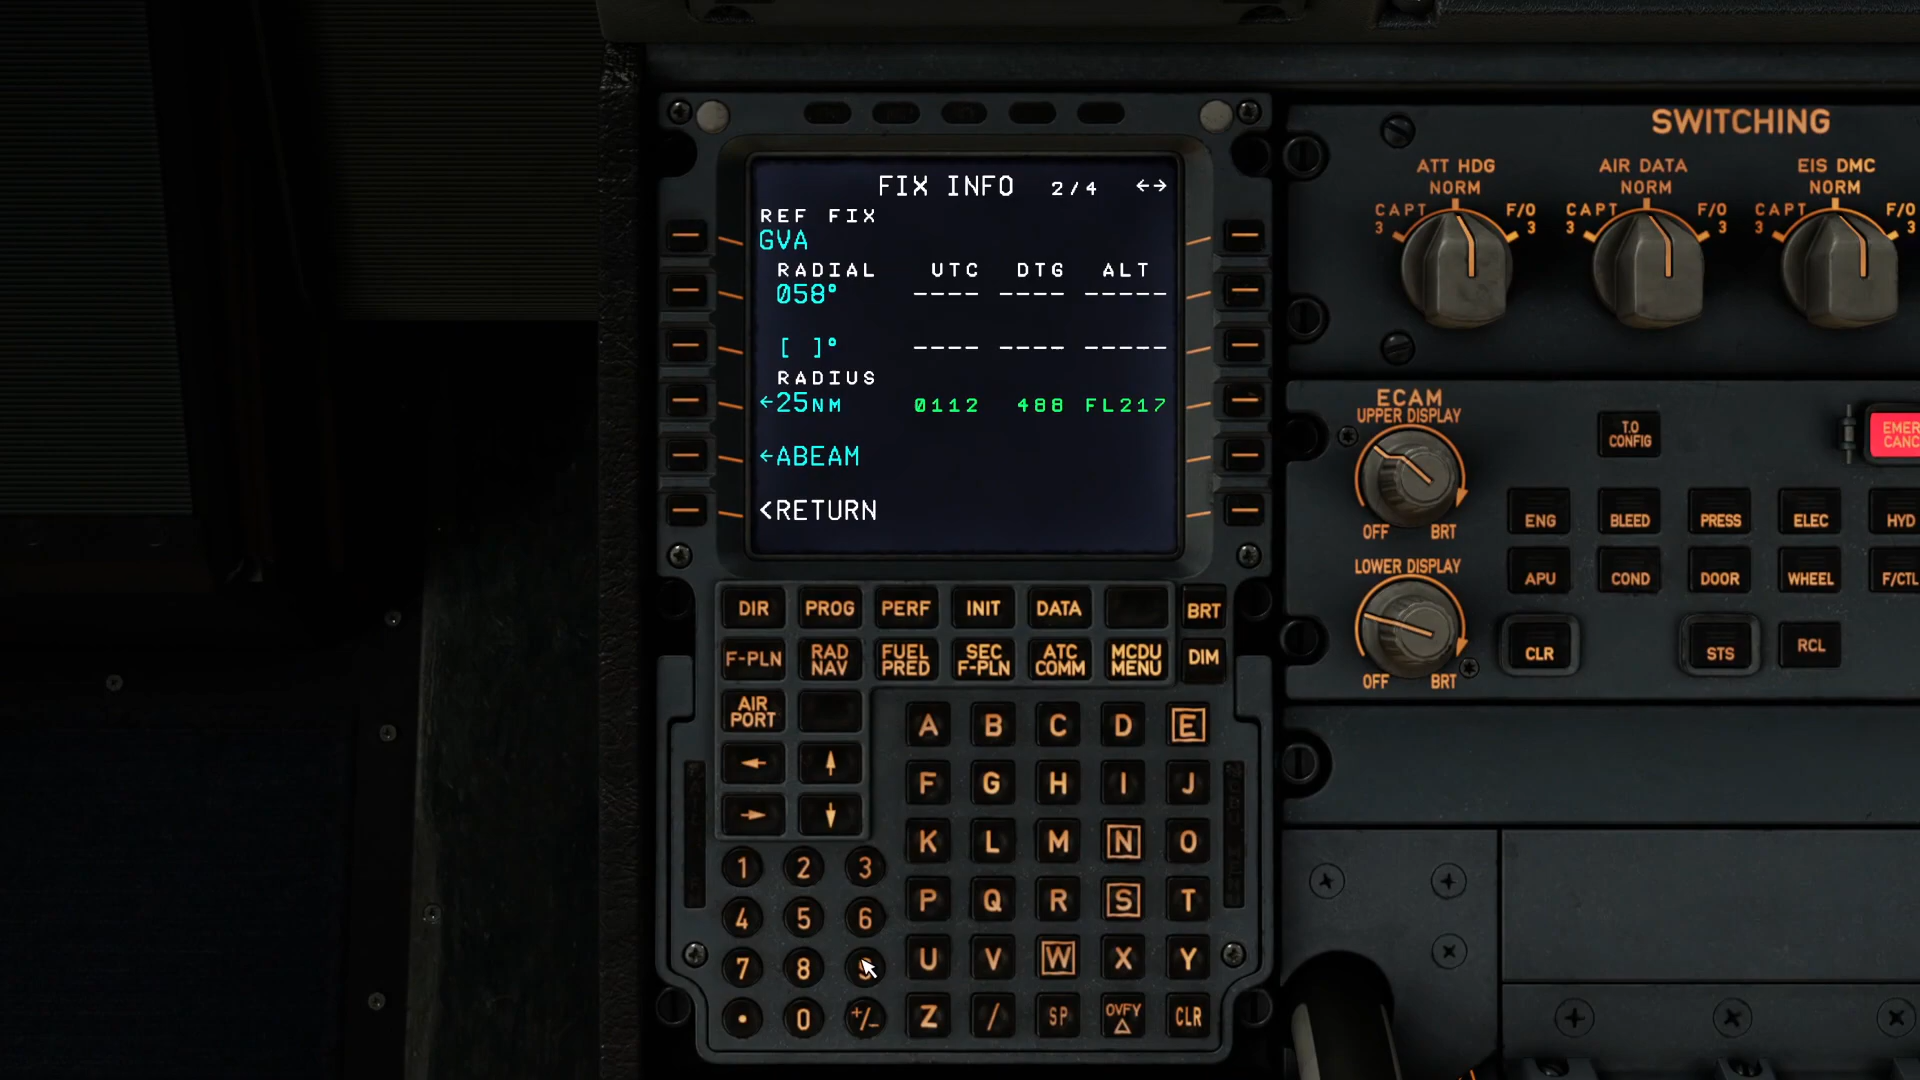 FIX INFO 2/4 ←→
REF FIX
GVA
RADIAL UTC DTG ALT
058° ---- ---- -----
[ ]° ---- ---- -----
RADIUS
←25NM 0112 488 FL217
←ABEAM
<RETURN
DIR PROG PERF INIT DATA BRT
F-PLN RAD NAV FUEL PRED SEC F-PLN ATC COMM MCDU MENU DIM
AIR PORT
← ↑
→ ↓
A B C D E
F G H I J
K L M N O
P Q R S T
U V W X Y
Z / SP OVFY Δ CLR
1 2 3
4 5 6
7 8
. 0 +/-
SWITCHING
ATT HDG AIR DATA EIS DMC
NORM NORM NORM
CAPT 3 F/O 3 CAPT 3 F/O 3 CAPT 3 F/O 3
ECAM
UPPER DISPLAY
OFF BRT
T.O CONFIG
EMER
CANC
LOWER DISPLAY
OFF BRT
ENG BLEED PRESS ELEC HYD
APU COND DOOR WHEEL F/CTL
CLR STS RCL